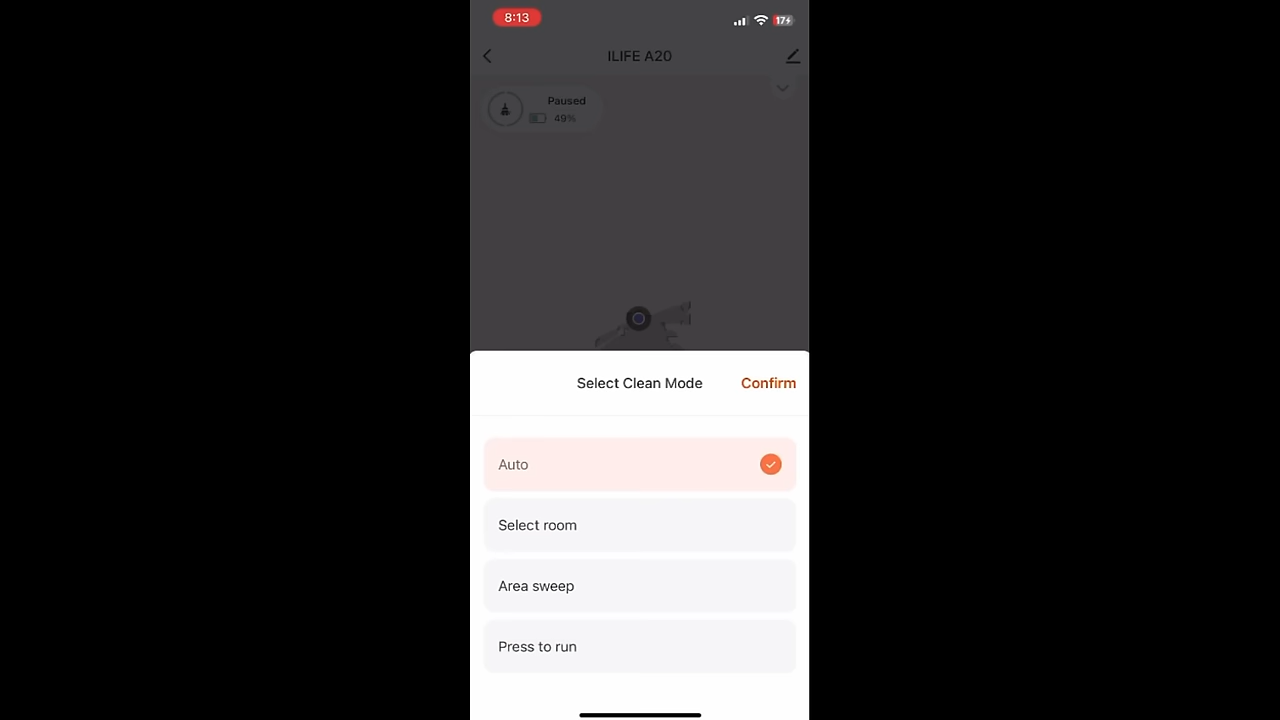 8:13
17
ILIFE A20
Paused
49%
Select Clean Mode
Confirm
Auto
Select room
Area sweep
Press to run